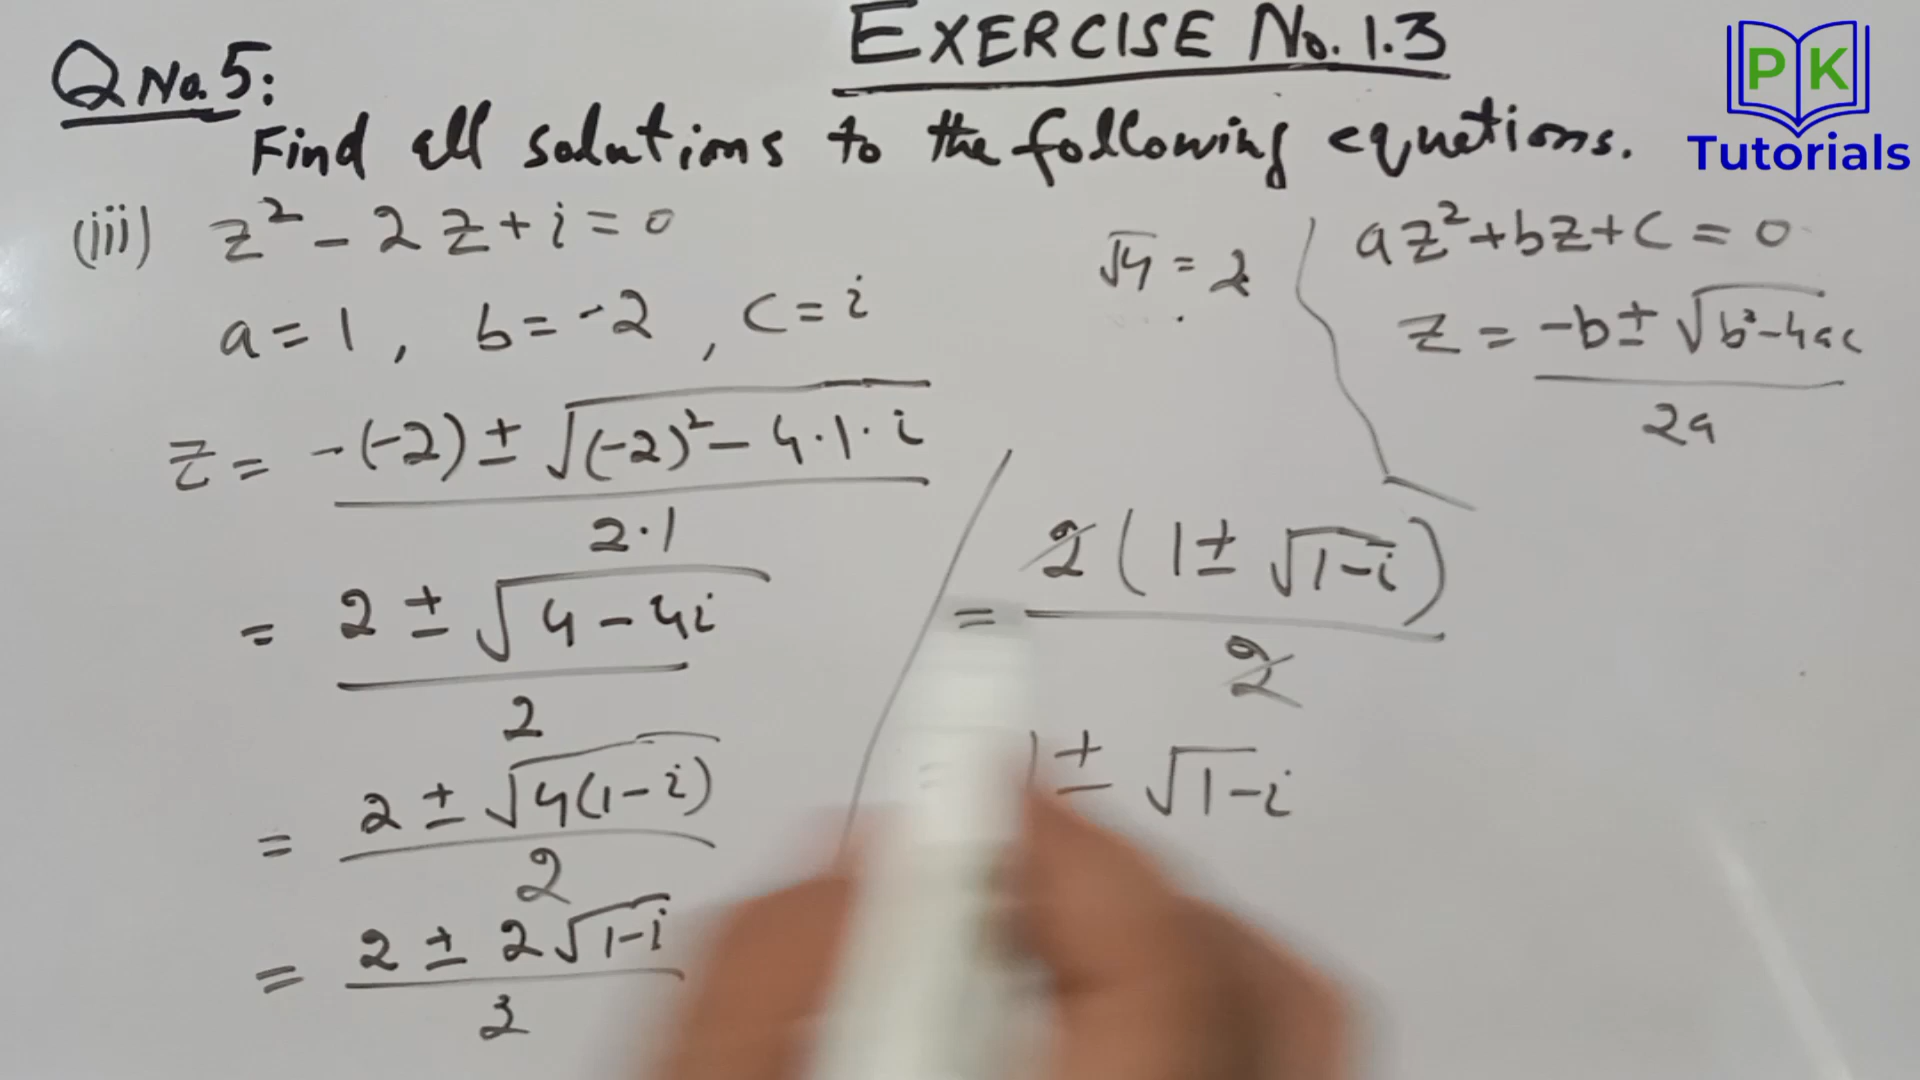 EXERCISE No. 1.3
Q No. 5:
Find all solutions to the following equations.
PK
Tutorials
(iii) z² - 2z + i = 0
a = 1 , b = -2 , c = i
z = -(-2) ± √(-2)² - 4·1·i
2·1
= 2 ± √4 - 4i
2
= 2 ± √4(1-i)
2
= 2 ± 2√1-i
2
√4 = 2
az² + bz + c = 0
z = -b ± √b² - 4ac
2a
= 2(1 ± √1-i)
2
= 1 ± √1-i